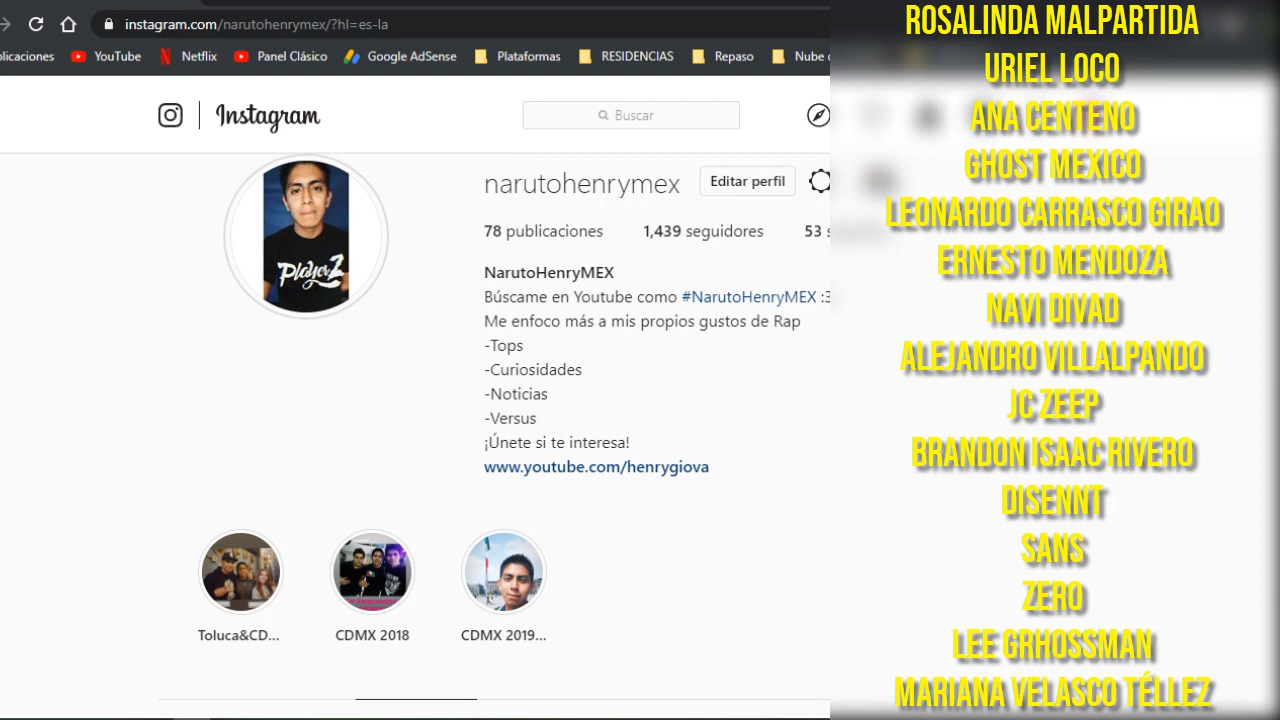 instagram.com/narutohenrymex/?hl=es-la
licaciones YouTube Netflix Panel Clásico Google AdSense Plataformas RESIDENCIAS Repaso Nube
Instagram
Buscar
narutohenrymex Editar perfil
78 publicaciones 1,439 seguidores 53 s
NarutoHenryMEX
Búscame en Youtube como #NarutoHenryMEX :3
Me enfoco más a mis propios gustos de Rap
-Tops
-Curiosidades
-Noticias
-Versus
¡Únete si te interesa!
www.youtube.com/henrygiova
PlayerZ
Toluca&CD... CDMX 2018 CDMX 2019...
ROSALINDA MALPARTIDA
URIEL LOCO
ANA CENTENO
GHOST MEXICO
LEONARDO CARRASCO GIRAO
ERNESTO MENDOZA
NAVI DIVAD
ALEJANDRO VILLALPANDO
JC ZEEP
BRANDON ISAAC RIVERO
DISENNT
SANS
ZERO
LEE GRHOSSMAN
MARIANA VELASCO TÉLLEZ